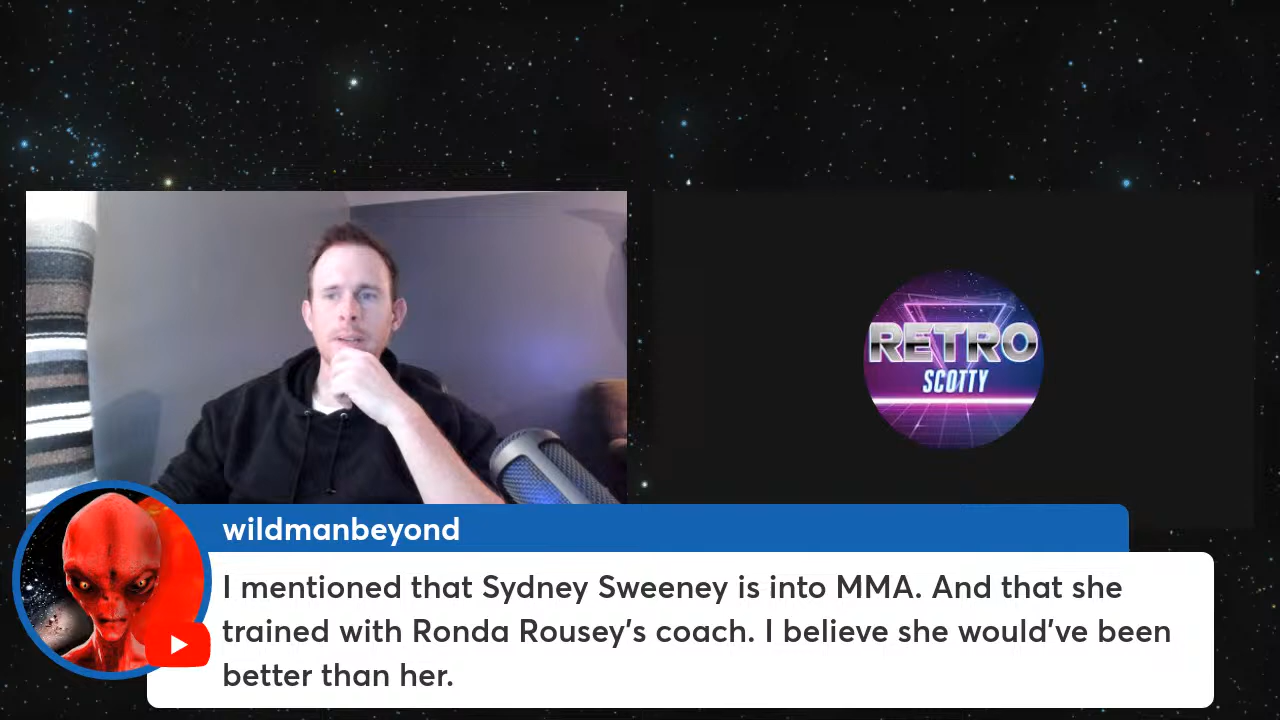 RETRO
SCOTTY
wildmanbeyond
I mentioned that Sydney Sweeney is into MMA. And that she
trained with Ronda Rousey's coach. I believe she would've been
better than her.